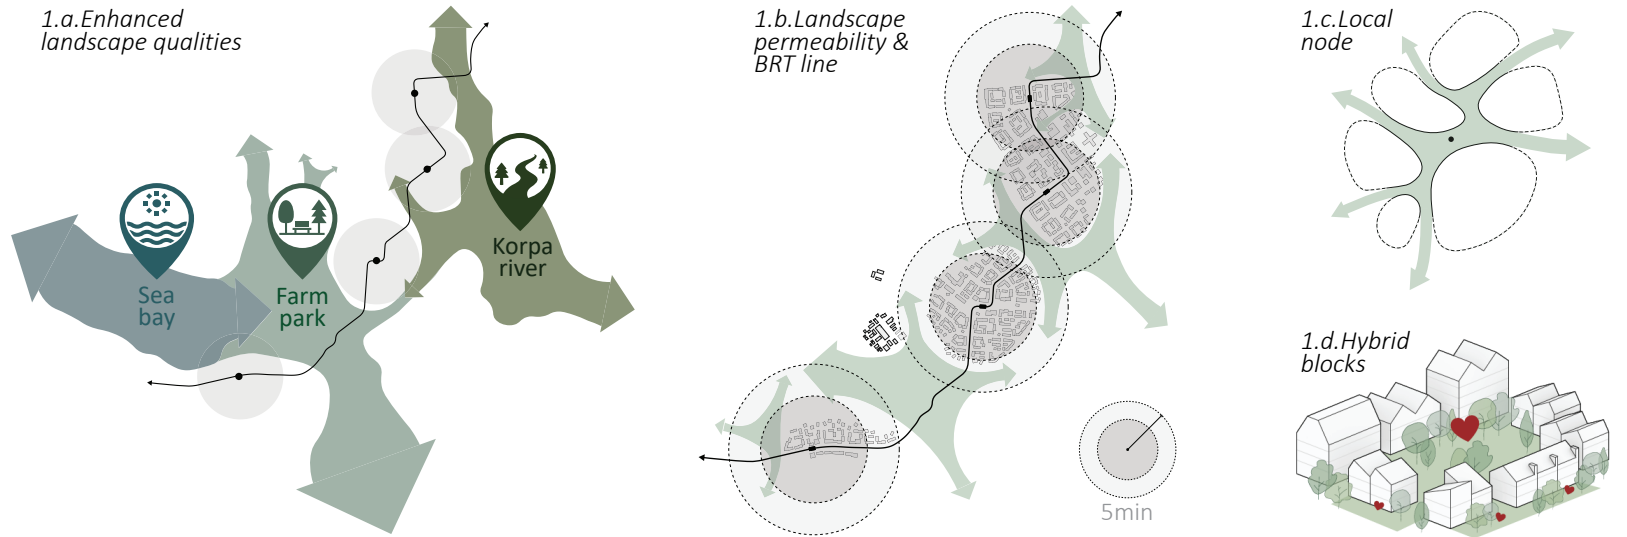 1.a.Enhanced
landscape qualities
Sea
bay
Farm
park
Korpa
river
1.b.Landscape
permeability &
BRT line
5min
1.c.Local
node
1.d.Hybrid
blocks